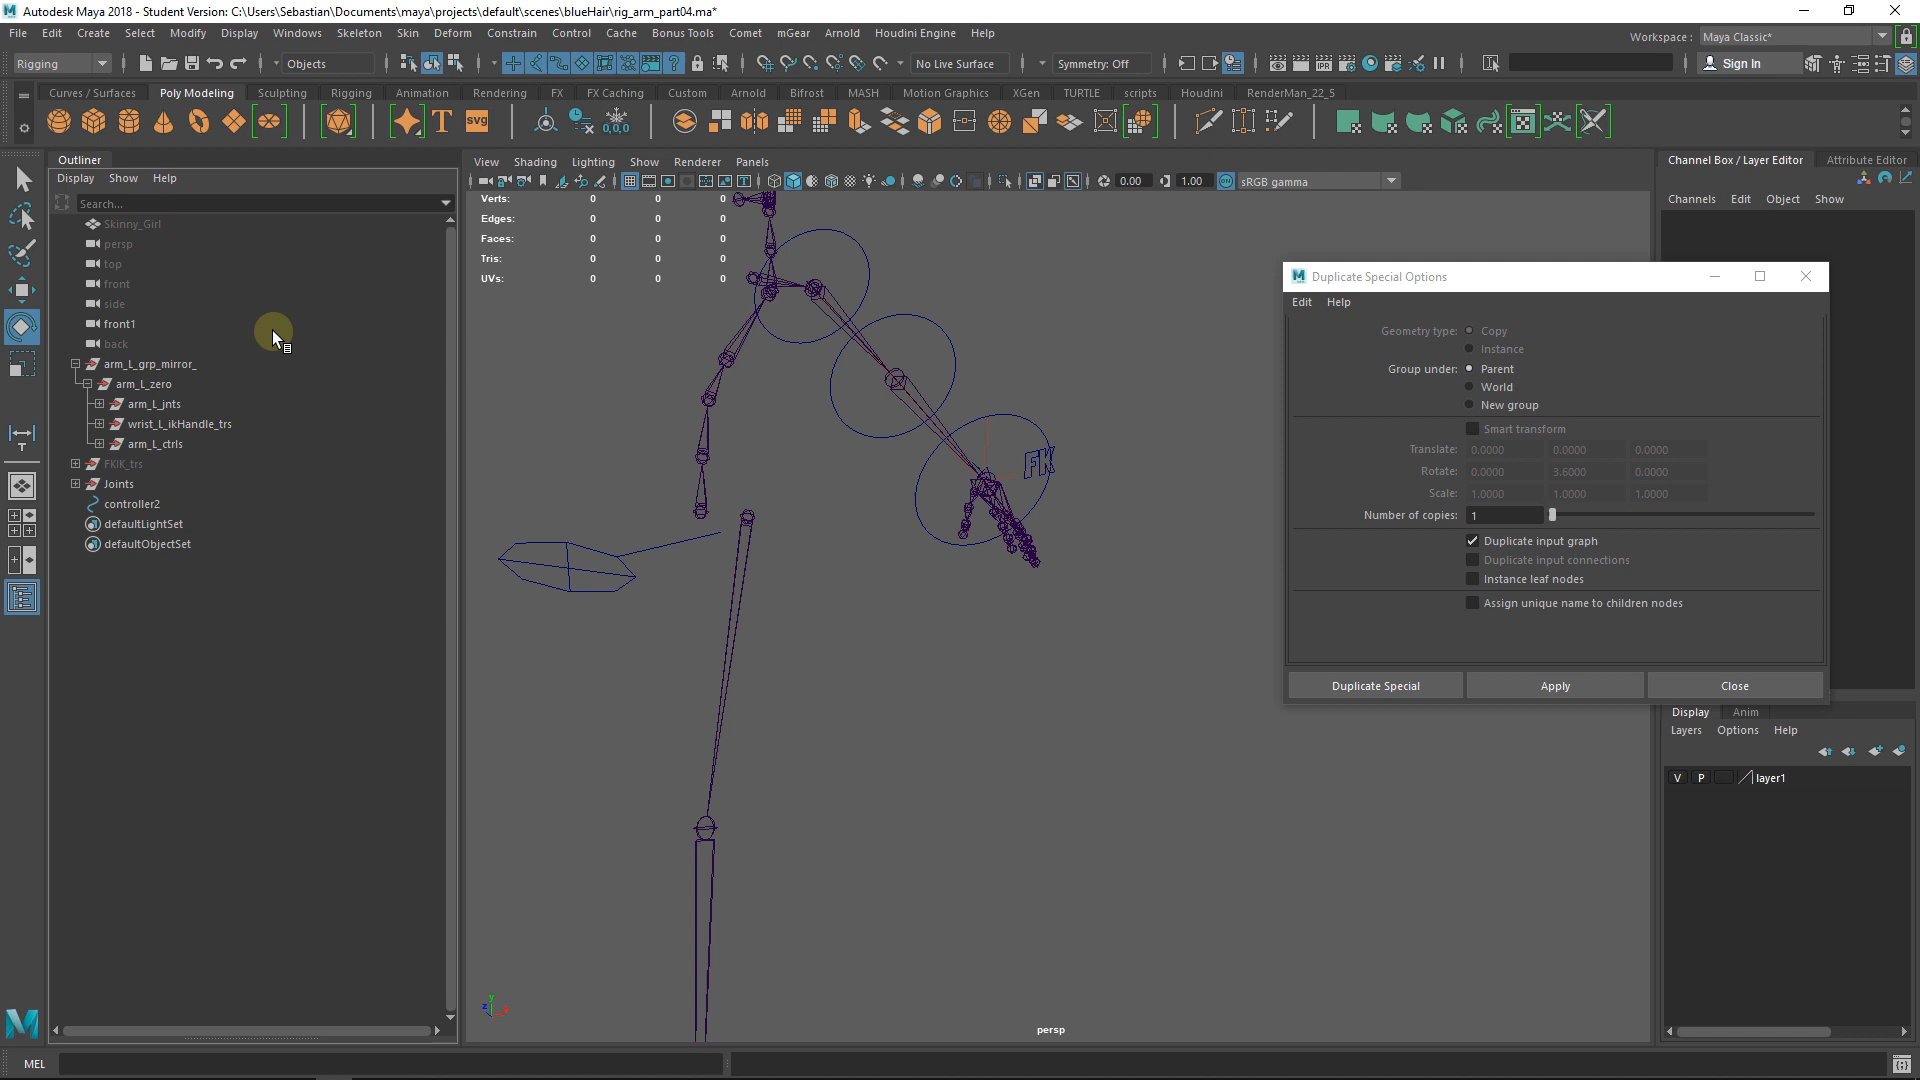 Autodesk Maya 2018 - Student Version: C:\Users\Sebastian\Documents\maya\projects\default\scenes\blueHair\rig_arm_part04.ma*
File Edit Create Select Modify Display Windows Skeleton Skin Deform Constrain Control Cache Bonus Tools Comet mGear Arnold Houdini Engine Help
Workspace : Maya Classic*
Rigging Objects No Live Surface Symmetry: Off Sign In
Curves / Surfaces Poly Modeling Sculpting Rigging Animation Rendering FX FX Caching Custom Arnold Bifrost MASH Motion Graphics XGen TURTLE scripts Houdini RenderMan_22_5
T svg 0,0,0
Outliner
Display Show Help
Search...
Skinny_Girl
persp
top
front
side
front1
back
arm_L_grp_mirror_
arm_L_zero
arm_L_jnts
wrist_L_ikHandle_trs
arm_L_ctrls
FKIK_trs
Joints
controller2
defaultLightSet
defaultObjectSet
View Shading Lighting Show Renderer Panels
0.00 1.00 sRGB gamma
Verts: 0 0 0
Edges: 0 0 0
Faces: 0 0 0
Tris: 0 0 0
UVs: 0 0 0
FK
y
z
x
persp
Duplicate Special Options
Edit Help
Geometry type: Copy
Instance
Group under: Parent
World
New group
Smart transform
Translate: 0.0000 0.0000 0.0000
Rotate: 0.0000 3.6000 0.0000
Scale: 1.0000 1.0000 1.0000
Number of copies: 1
Duplicate input graph
Duplicate input connections
Instance leaf nodes
Assign unique name to children nodes
Duplicate Special Apply Close
Channel Box / Layer Editor Attribute Editor
Channels Edit Object Show
Display Anim
Layers Options Help
V P layer1
MEL